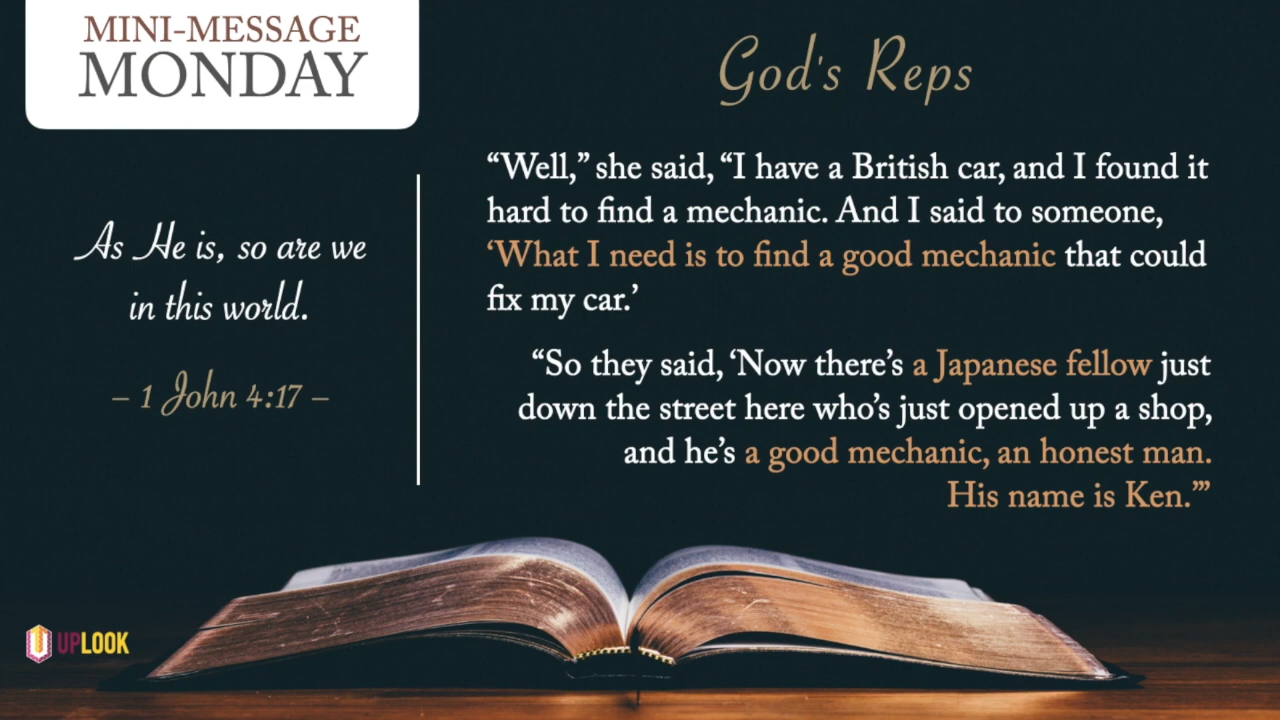 MINI-MESSAGE
MONDAY
As He is, so are we
in this world.
– 1 John 4:17 –
God's Reps
“Well,” she said, “I have a British car, and I found it
hard to find a mechanic. And I said to someone,
‘What I need is to find a good mechanic that could
fix my car.’
“So they said, ‘Now there’s a Japanese fellow just
down the street here who’s just opened up a shop,
and he’s a good mechanic, an honest man.
His name is Ken.’”
UPLOOK